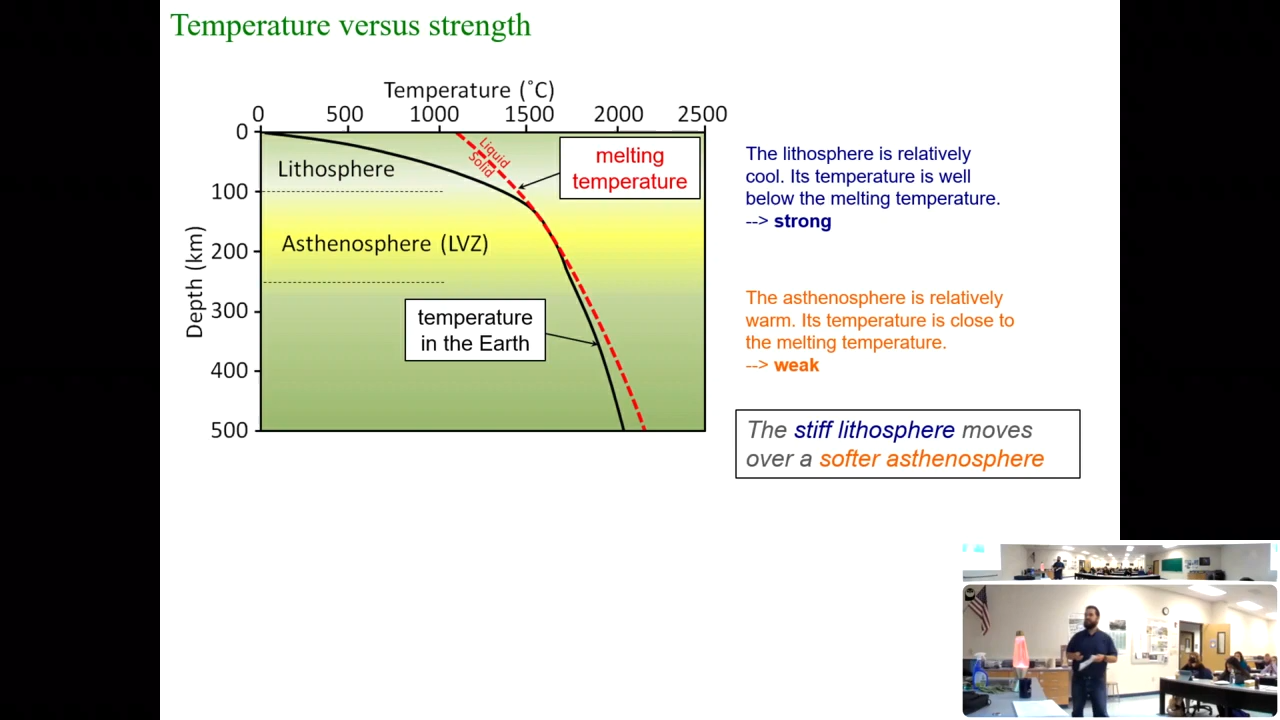 Temperature versus strength
Temperature (˚C)
0 500 1000 1500 2000 2500
Depth (km)
0
100
200
300
400
500
Lithosphere
Liquid
Solid
melting
temperature
Asthenosphere (LVZ)
temperature
in the Earth
The lithosphere is relatively
cool. Its temperature is well
below the melting temperature.
--> strong
The asthenosphere is relatively
warm. Its temperature is close to
the melting temperature.
--> weak
The stiff lithosphere moves
over a softer asthenosphere